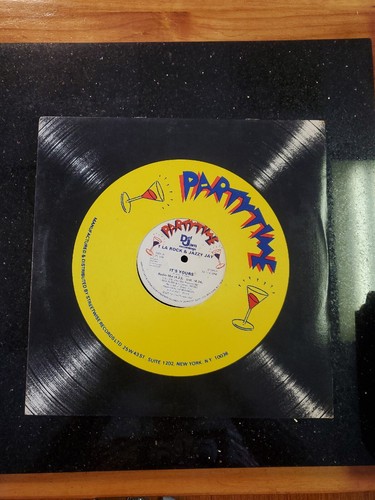 PARTYTIME
PARTYTIME
Def Jam
T LA ROCK & JAZZY JAY
IT'S YOURS
MANUFACTURED & DISTRIBUTED BY STREETWISE RECORDS LTD. 25 W. 43 ST. SUITE 1202, NEW YORK, N.Y. 10036